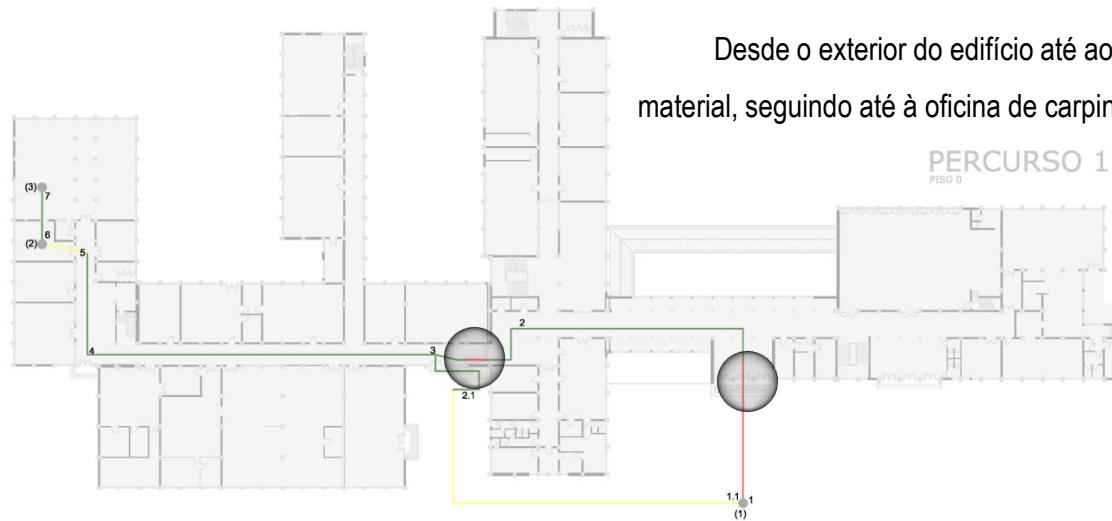 Desde o exterior do edifício até ao
material, seguindo até à oficina de carpin
PERCURSO 1
PISO 0
(3)
7
6
(2)
5
4
3
2
2.1
1.1 1
(1)